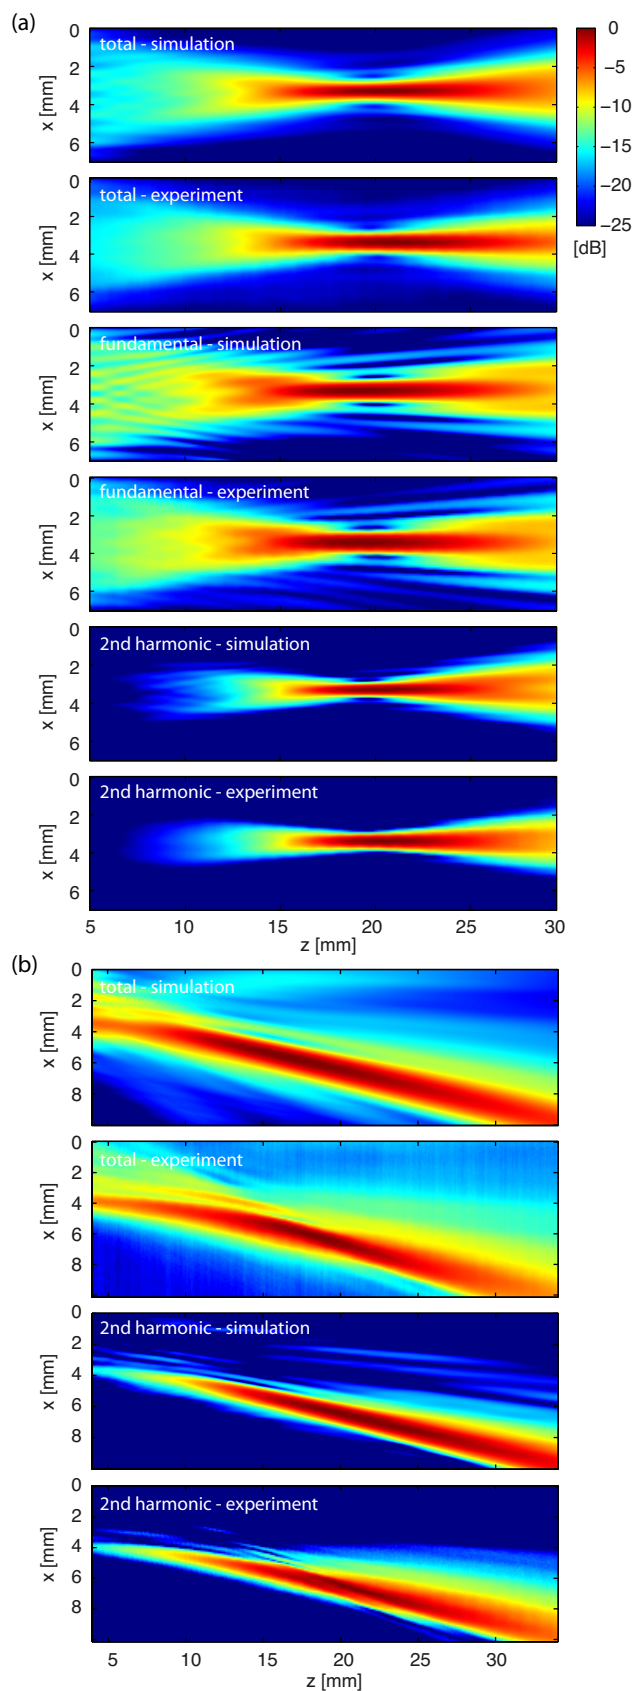 (a)
total - simulation
0
2
4
6
x [mm]
0
−5
−10
−15
−20
−25
[dB]
total - experiment
0
2
4
6
x [mm]
fundamental - simulation
0
2
4
6
x [mm]
fundamental - experiment
0
2
4
6
x [mm]
2nd harmonic - simulation
0
2
4
6
x [mm]
2nd harmonic - experiment
0
2
4
6
x [mm]
5 10 15 20 25 30
z [mm]
(b)
total - simulation
0
2
4
6
8
x [mm]
total - experiment
0
2
4
6
8
x [mm]
2nd harmonic - simulation
0
2
4
6
8
x [mm]
2nd harmonic - experiment
0
2
4
6
8
x [mm]
5 10 15 20 25 30
z [mm]